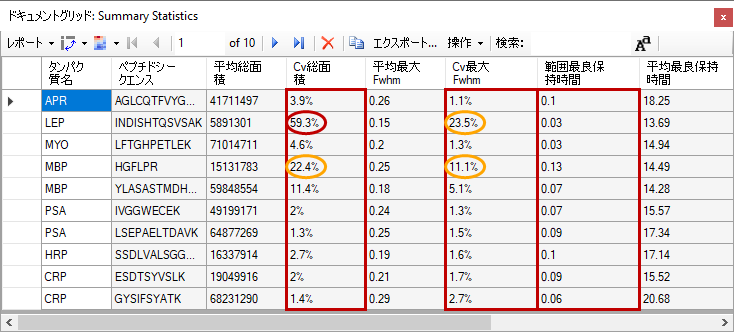 ドキュメントグリッド: Summary Statistics
レポート 1 of 10 エクスポート... 操作 検索:
タンパク質名 ペプチドシークエンス 平均総面積 Cv総面積 平均最大Fwhm Cv最大Fwhm 範囲最良保持時間 平均最良保持時間
APR AGLCQTFVYG... 41711497 3.9% 0.26 1.1% 0.1 18.25
LEP INDISHTQSVSAK 5891301 59.3% 0.15 23.5% 0.03 13.69
MYO LFTGHPETLEK 71014711 4.6% 0.2 1.3% 0.03 14.94
MBP HGFLPR 15131783 22.4% 0.25 11.1% 0.13 14.49
MBP YLASASTMDH... 59848554 11.4% 0.18 5.1% 0.07 14.28
PSA IVGGWECEK 49199171 2% 0.24 1.3% 0.07 15.57
PSA LSEPAELTDAVK 64877269 1.3% 0.25 1.5% 0.09 17.34
HRP SSDLVALSGG... 16337914 2.7% 0.19 1.6% 0.1 17.14
CRP ESDTSYVSLK 19049916 2% 0.21 1.7% 0.09 15.52
CRP GYSIFSYATK 68231290 1.4% 0.29 2.7% 0.06 20.68